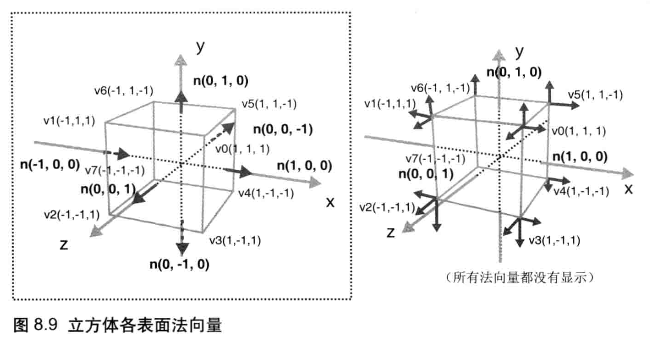 y
v6(-1, 1,-1)
n(0, 1, 0)
v1(-1,1,1)
v5(1, 1,-1)
n(0, 0, -1)
v0(1, 1, 1)
n(-1, 0, 0)
v7(-1,-1,-1)
n(1, 0, 0)
n(0, 0, 1)
v4(1,-1,-1)
x
v2(-1,-1,1)
z
v3(1,-1,1)
n(0, -1, 0)
y
v6(-1, 1,-1)
n(0, 1, 0)
v1(-1,1,1)
v5(1, 1,-1)
v0(1, 1, 1)
v7(-1,-1,-1)
n(1, 0, 0)
n(0, 0, 1)
v4(1,-1,-1)
x
v2(-1,-1,1)
z
v3(1,-1,1)
（所有法向量都没有显示）
图 8.9 立方体各表面法向量